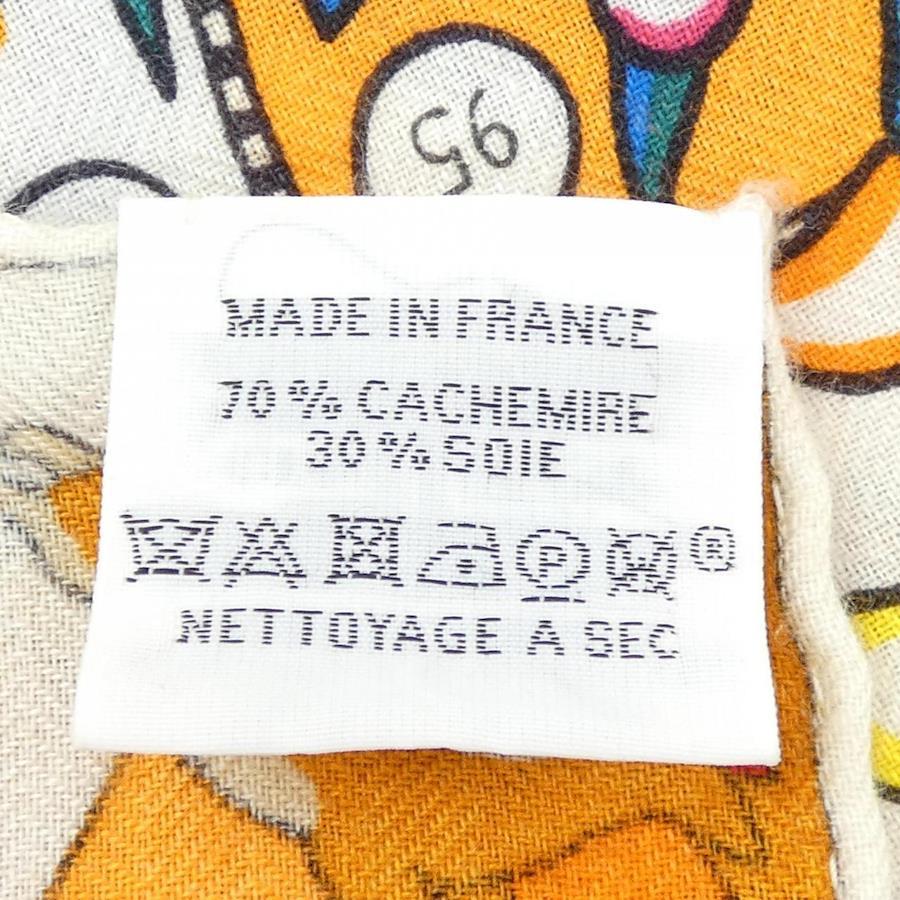 95
MADE IN FRANCE
70% CACHEMIRE
30% SOIE
P ®
NETTOYAGE A SEC